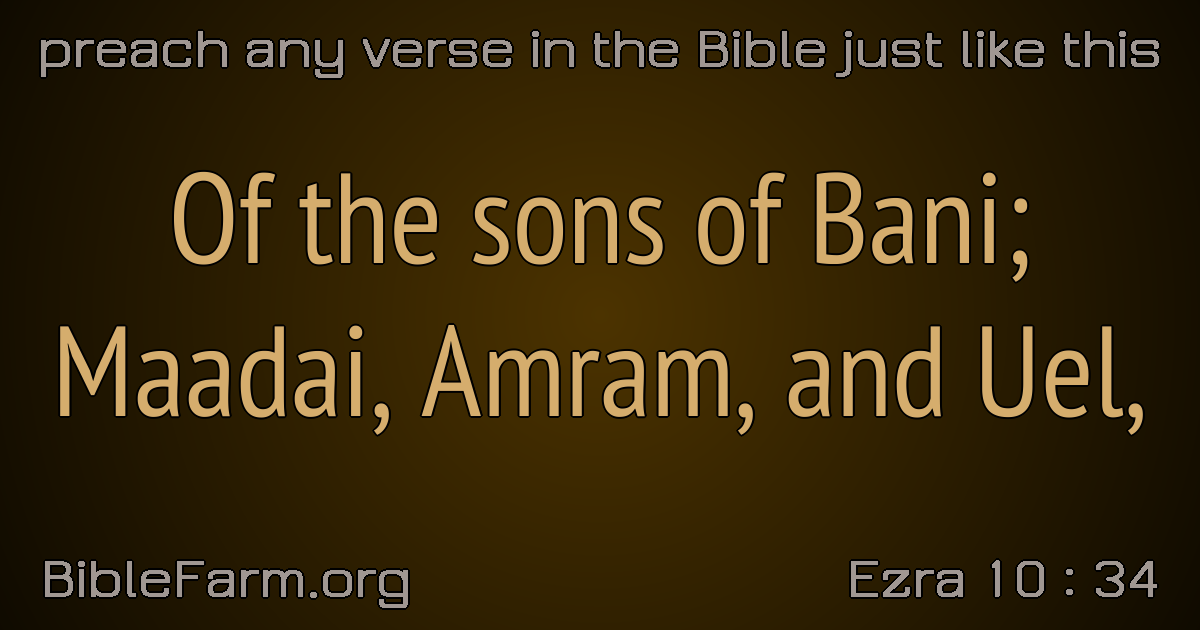 preach any verse in the Bible just like this
Of the sons of Bani;
Maadai, Amram, and Uel,
BibleFarm.org
Ezra 10 : 34